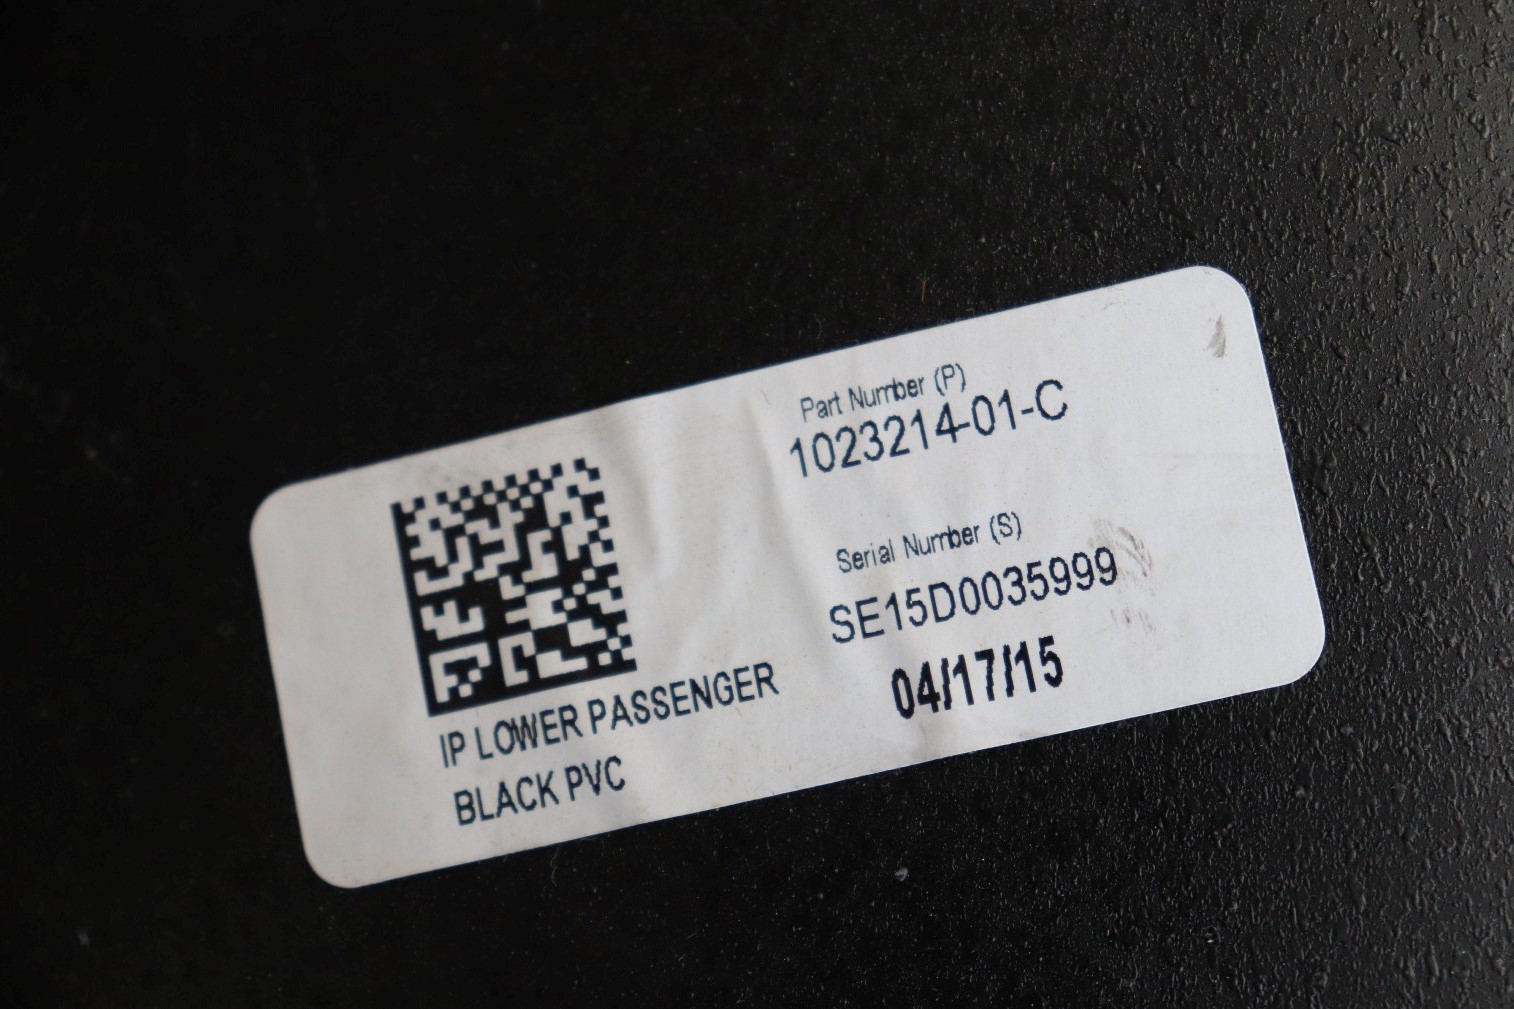 Part Number (P)
1023214-01-C
Serial Number (S)
SE15D0035999
04/17/15
IP LOWER PASSENGER
BLACK PVC